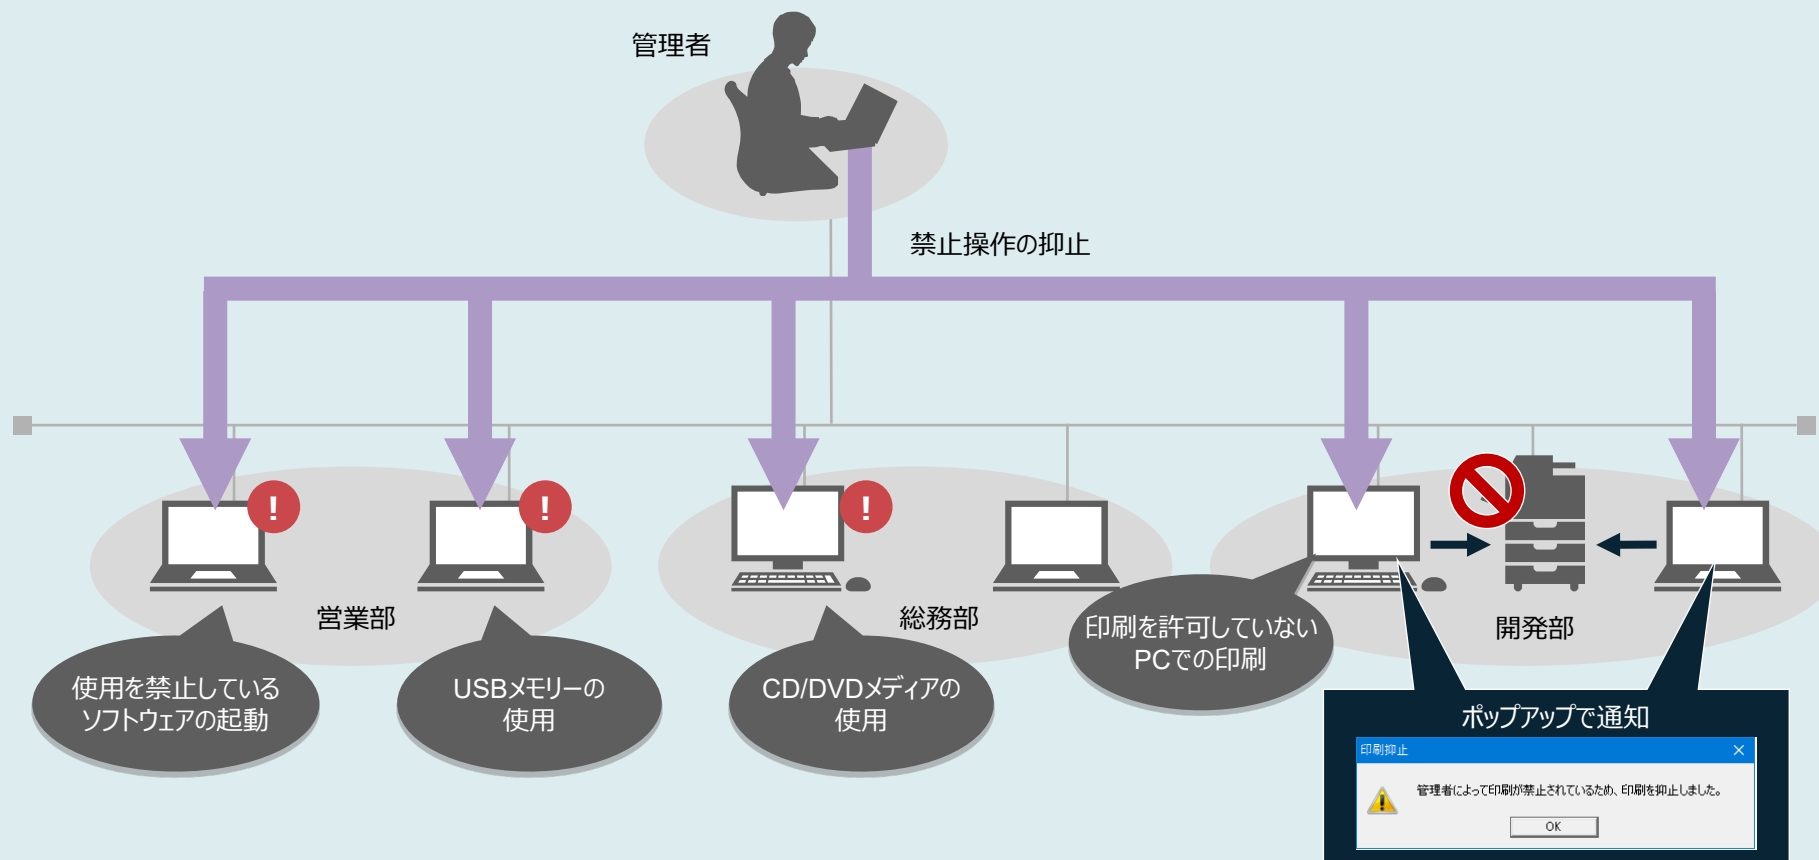 管理者
禁止操作の抑止
営業部
総務部
開発部
使用を禁止している
ソフトウェアの起動
USBメモリーの
使用
CD/DVDメディアの
使用
印刷を許可していない
PCでの印刷
ポップアップで通知
印刷抑止
管理者によって印刷が禁止されているため、印刷を抑止しました。
OK